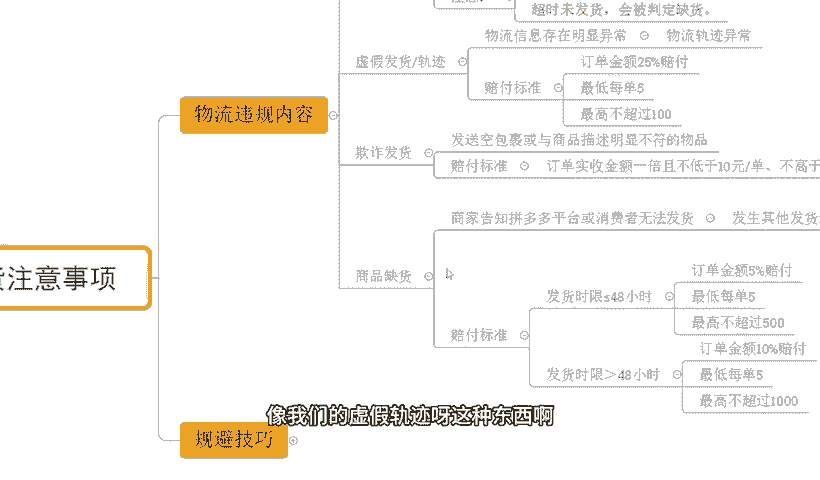 超时未发货，会被判定缺货。
物流信息存在明显异常
物流轨迹异常
虚假发货/轨迹
订单金额25%赔付
赔付标准
最低每单5
最高不超过100
物流违规内容
发送空包裹或与商品描述明显不符的物品
欺诈发货
赔付标准
订单实收金额一倍且不低于10元/单、不高于
商家告知拼多多平台或消费者无法发货
发生其他发货
商品缺货
注意事项
订单金额5%赔付
发货时限≤48小时
最低每单5
最高不超过500
赔付标准
订单金额10%赔付
发货时限＞48小时
最低每单5
最高不超过1000
像我们的虚假轨迹呀这种东西啊
规避技巧